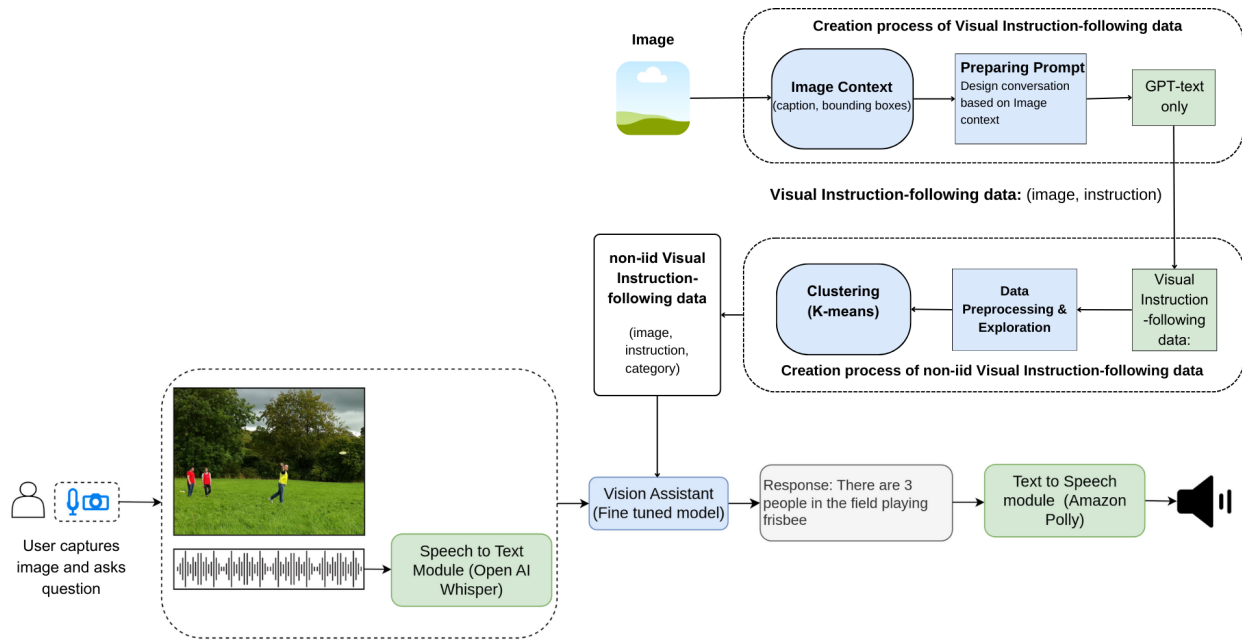 Creation process of Visual Instruction-following data
Image
Image Context
(caption, bounding boxes)
Preparing Prompt
Design conversation
based on Image
context
GPT-text
only
Visual Instruction-following data: (image, instruction)
non-iid Visual
Instruction-
following data
(image,
instruction,
category)
Clustering
(K-means)
Data
Preprocessing &
Exploration
Visual
Instruction
-following
data:
Creation process of non-iid Visual Instruction-following data
User captures
image and asks
question
Speech to Text
Module (Open AI
Whisper)
Vision Assistant
(Fine tuned model)
Response: There are 3
people in the field playing
frisbee
Text to Speech
module  (Amazon
Polly)